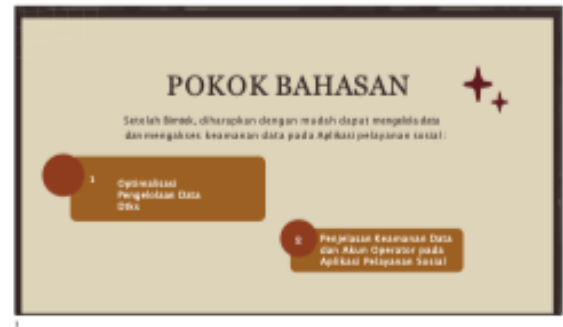 POKOK BAHASAN
Setelah Bimtek, diharapkan dengan mudah dapat mengelola data
dan mengakses keamanan data pada Aplikasi pelayanan sosial :
1
Optimalisasi
Pengelolaan Data
Dtks
2
Penjelasan Keamanan Data
dan Akun Operator pada
Aplikasi Pelayanan Sosial